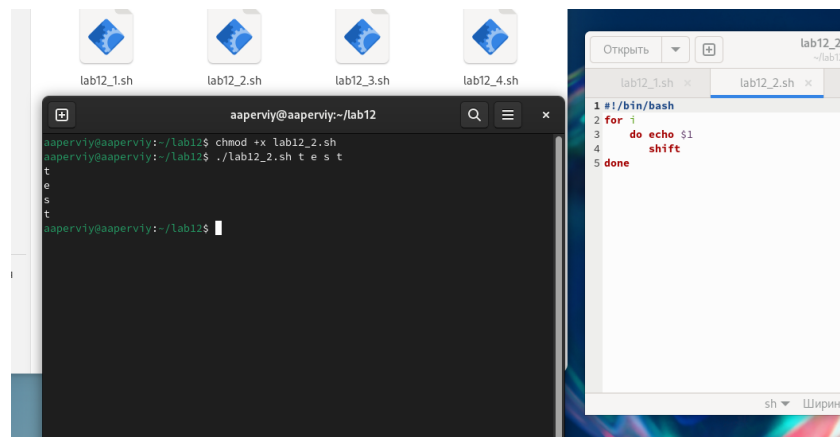 lab12_1.sh
lab12_2.sh
lab12_3.sh
lab12_4.sh
aaperviy@aaperviy:~/lab12
aaperviy@aaperviy:~/lab12$ chmod +x lab12_2.sh
aaperviy@aaperviy:~/lab12$ ./lab12_2.sh t e s t
t
e
s
t
aaperviy@aaperviy:~/lab12$
Открыть
lab12_2
~/lab12
lab12_1.sh ×
lab12_2.sh ×
1 #!/bin/bash
2 for i
3 do echo $1
4 shift
5 done
sh
Ширин